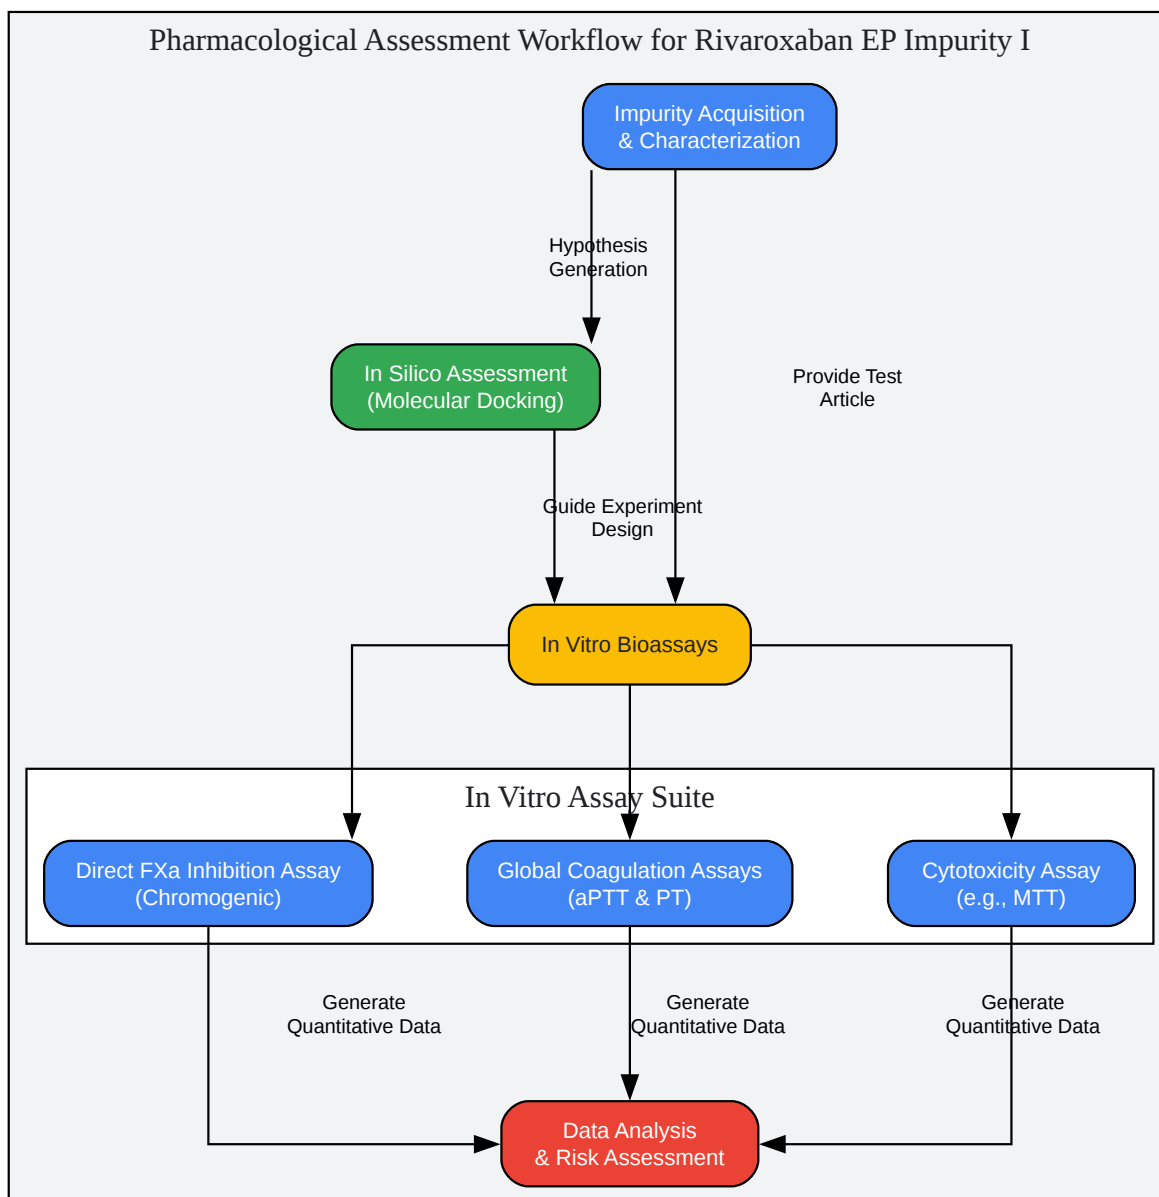 Pharmacological Assessment Workflow for Rivaroxaban EP Impurity I
Impurity Acquisition
& Characterization
Hypothesis
Generation
In Silico Assessment
(Molecular Docking)
Provide Test
Article
Guide Experiment
Design
In Vitro Bioassays
In Vitro Assay Suite
Direct FXa Inhibition Assay
(Chromogenic)
Global Coagulation Assays
(aPTT & PT)
Cytotoxicity Assay
(e.g., MTT)
Generate
Quantitative Data
Generate
Quantitative Data
Generate
Quantitative Data
Data Analysis
& Risk Assessment